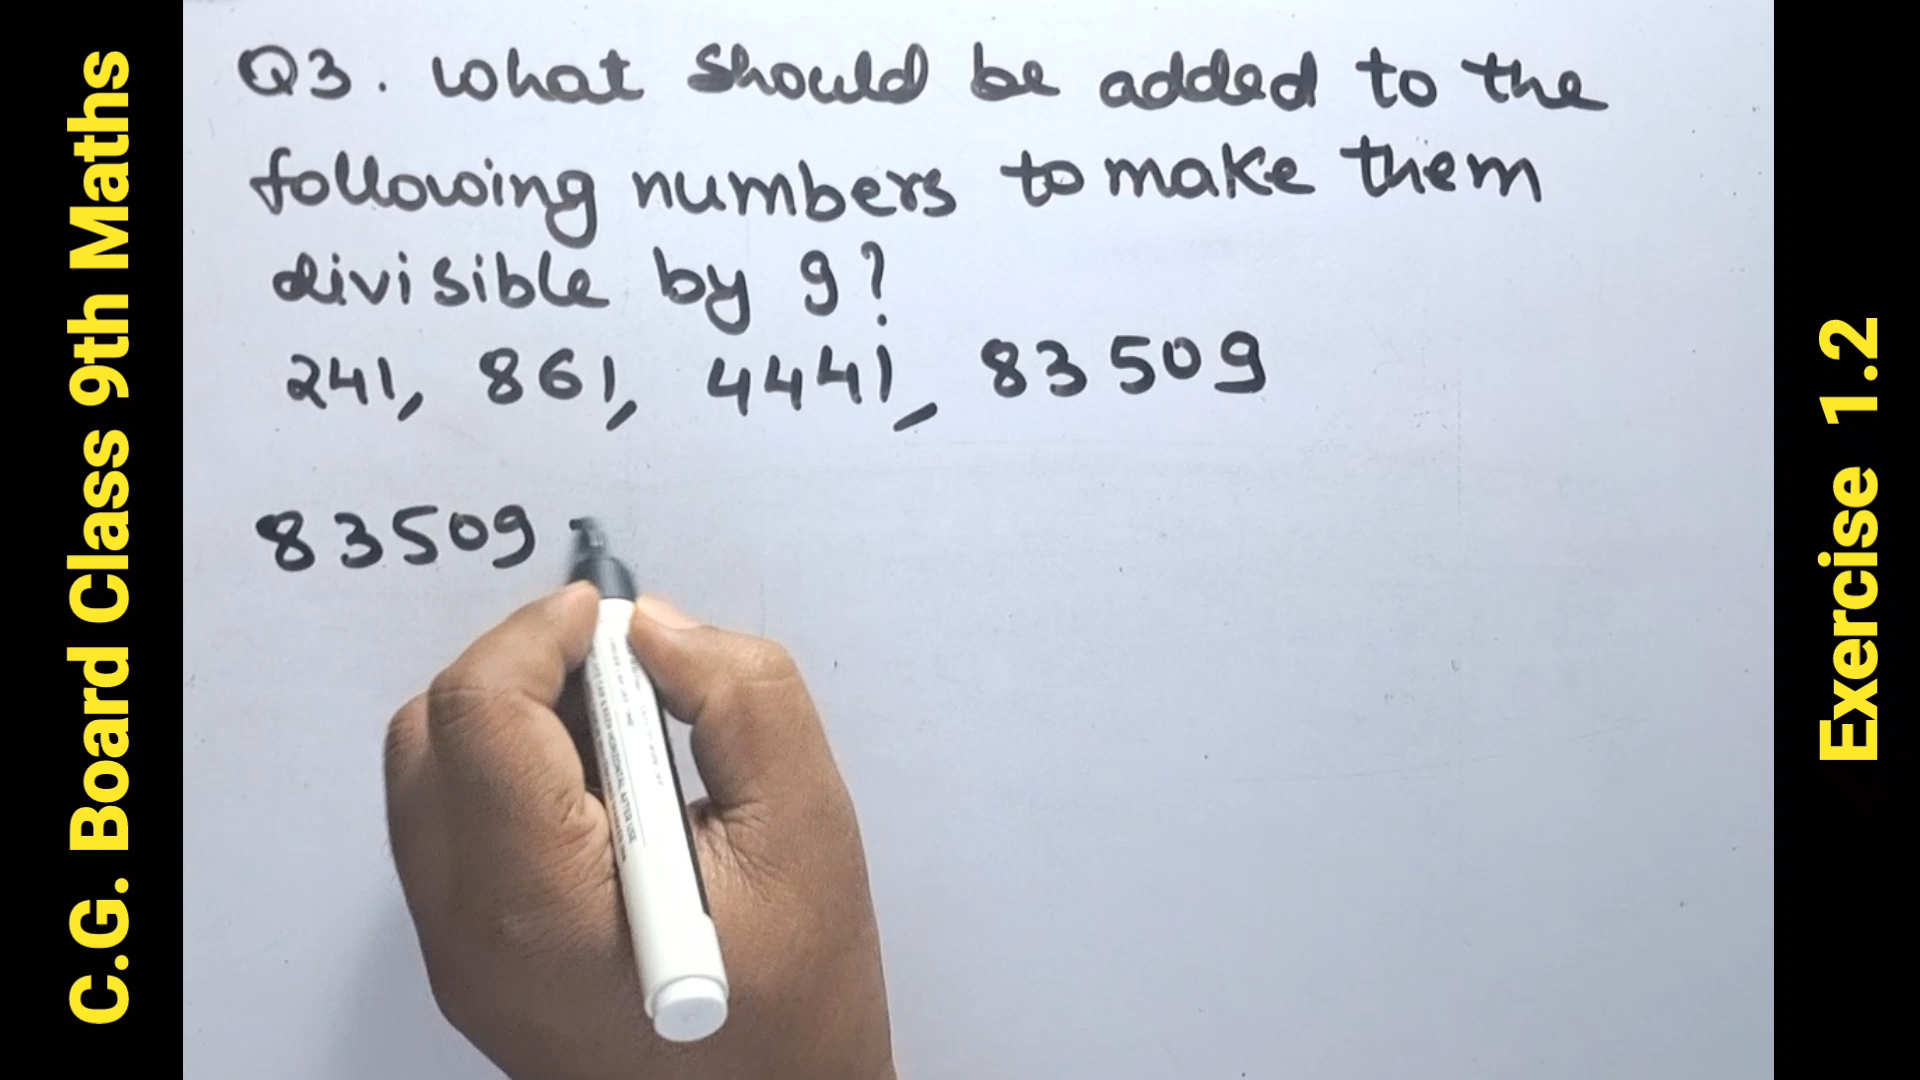 C.G. Board Class 9th Maths
Q3. What should be added to the
following numbers to make them
divisible by 9?
241, 861, 4441, 83509
83509
Exercise 1.2